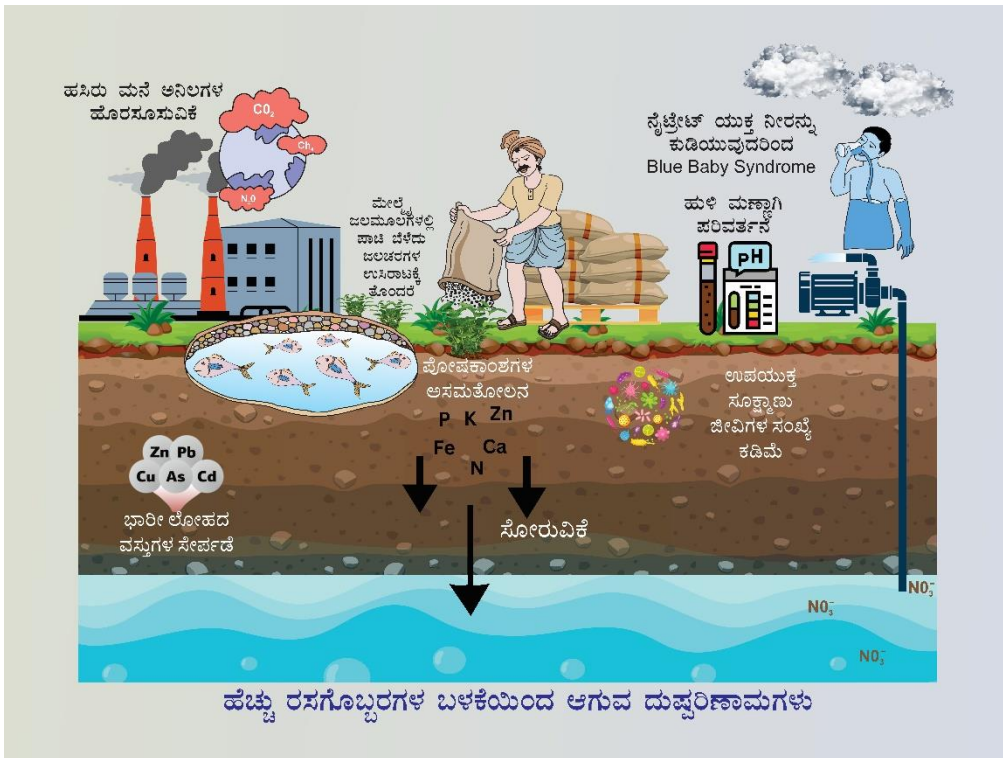 ಹಸಿರು ಮನೆ ಅನಿಲಗಳ
ಹೊರಸೂಸುವಿಕೆ
CO₂
Ch₄
N₂O
ಮೇಲ್ಮೈ
ಜಲಮೂಲಗಳಲ್ಲಿ
ಪಾಚಿ ಬೆಳೆದು
ಜಲಚರಗಳ
ಉಸಿರಾಟಕ್ಕೆ
ತೊಂದರೆ
ನೈಟ್ರೇಟ್ ಯುಕ್ತ ನೀರನ್ನು
ಕುಡಿಯುವುದರಿಂದ
Blue Baby Syndrome
ಹುಳಿ ಮಣ್ಣಾಗಿ
ಪರಿವರ್ತನೆ
PH
ಪೋಷಕಾಂಶಗಳ
ಅಸಮತೋಲನ
P K Zn
Fe Ca
N
ಉಪಯುಕ್ತ
ಸೂಕ್ಷ್ಮಾಣು
ಜೀವಿಗಳ ಸಂಖ್ಯೆ
ಕಡಿಮೆ
Zn Pb
Cu As Cd
ಭಾರೀ ಲೋಹದ
ವಸ್ತುಗಳ ಸೇರ್ಪಡೆ
ಸೋರುವಿಕೆ
NO₃⁻
NO₃⁻
NO₃⁻
ಹೆಚ್ಚು ರಸಗೊಬ್ಬರಗಳ ಬಳಕೆಯಿಂದ ಆಗುವ ದುಷ್ಪರಿಣಾಮಗಳು